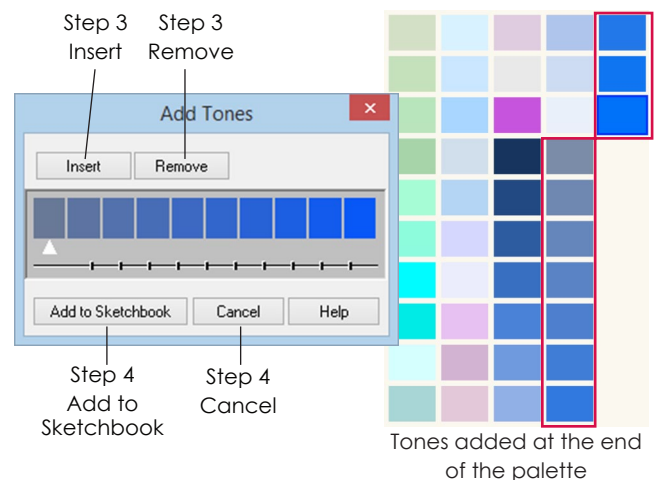 Step 3
Insert
Step 3
Remove
Add Tones
Insert
Remove
Add to Sketchbook
Cancel
Help
Step 4
Add to
Sketchbook
Step 4
Cancel
Tones added at the end
of the palette